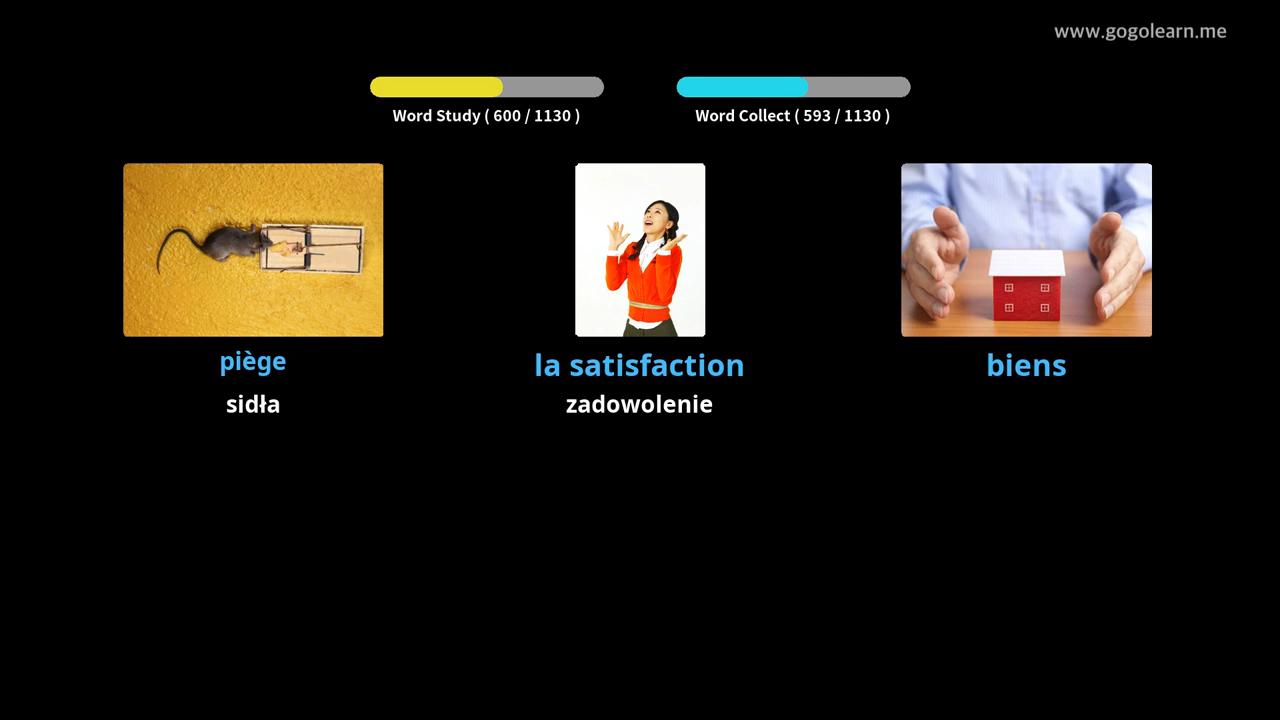 www.gogolearn.me
Word Study ( 600 / 1130 )
Word Collect ( 593 / 1130 )
piège
la satisfaction
biens
sidła
zadowolenie